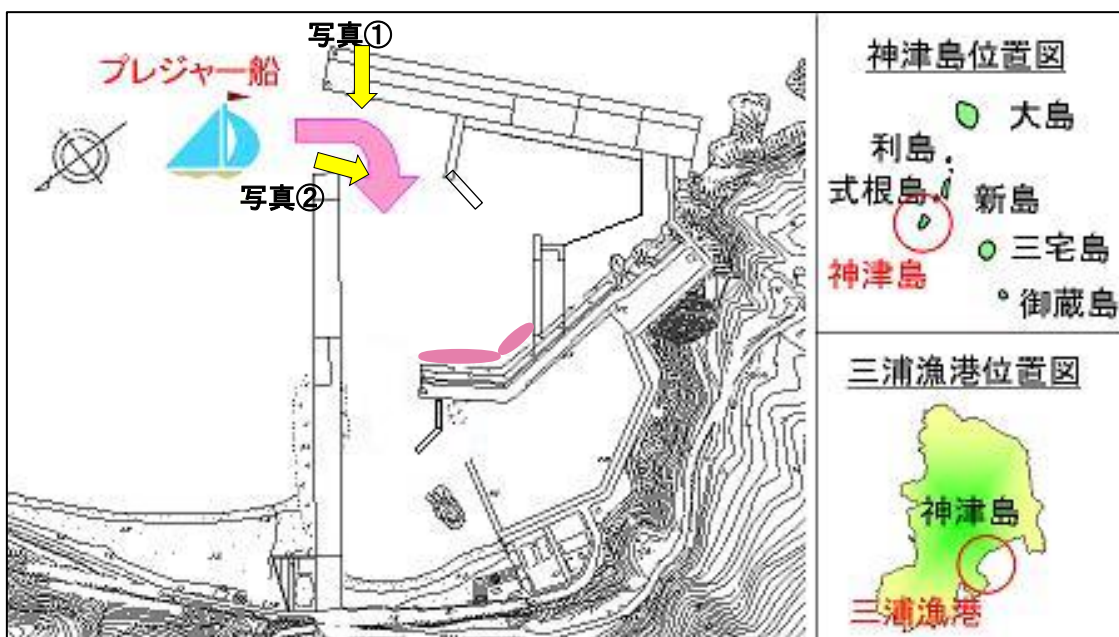 写真①
プレジャー船
写真②
神津島位置図
大島
利島
式根島
新島
神津島
三宅島
御蔵島
三浦漁港位置図
神津島
三浦漁港